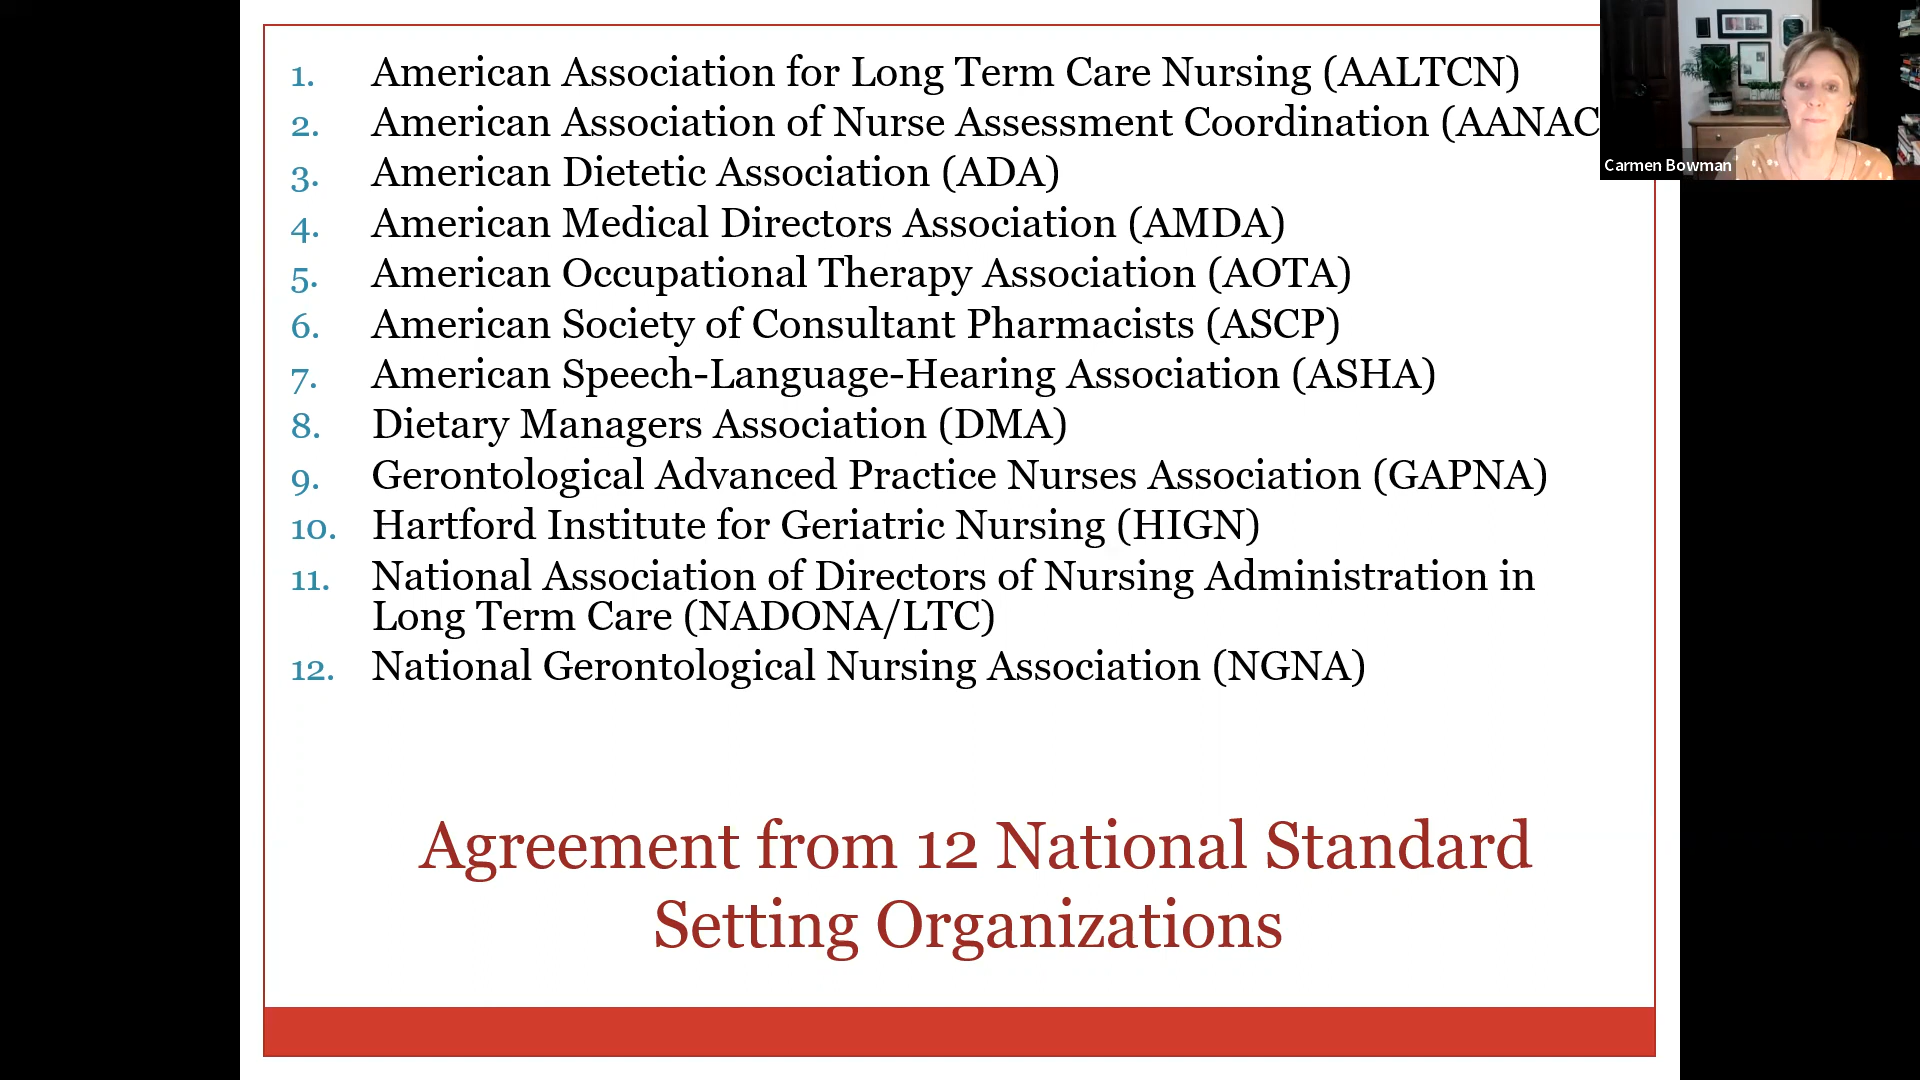 1. American Association for Long Term Care Nursing (AALTCN)
2. American Association of Nurse Assessment Coordination (AANAC
3. American Dietetic Association (ADA)
4. American Medical Directors Association (AMDA)
5. American Occupational Therapy Association (AOTA)
6. American Society of Consultant Pharmacists (ASCP)
7. American Speech-Language-Hearing Association (ASHA)
8. Dietary Managers Association (DMA)
9. Gerontological Advanced Practice Nurses Association (GAPNA)
10. Hartford Institute for Geriatric Nursing (HIGN)
11. National Association of Directors of Nursing Administration in
Long Term Care (NADONA/LTC)
12. National Gerontological Nursing Association (NGNA)
Agreement from 12 National Standard
Setting Organizations
Carmen Bowman